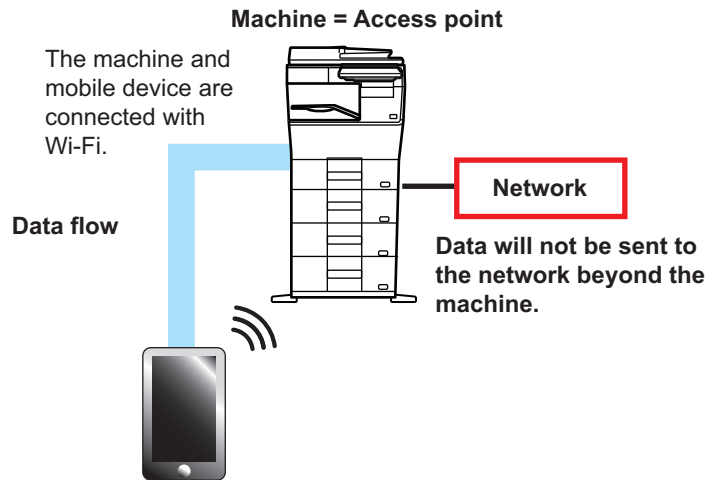 Machine = Access point
The machine and
mobile device are
connected with
Wi-Fi.
Network
Data flow
Data will not be sent to
the network beyond the
machine.